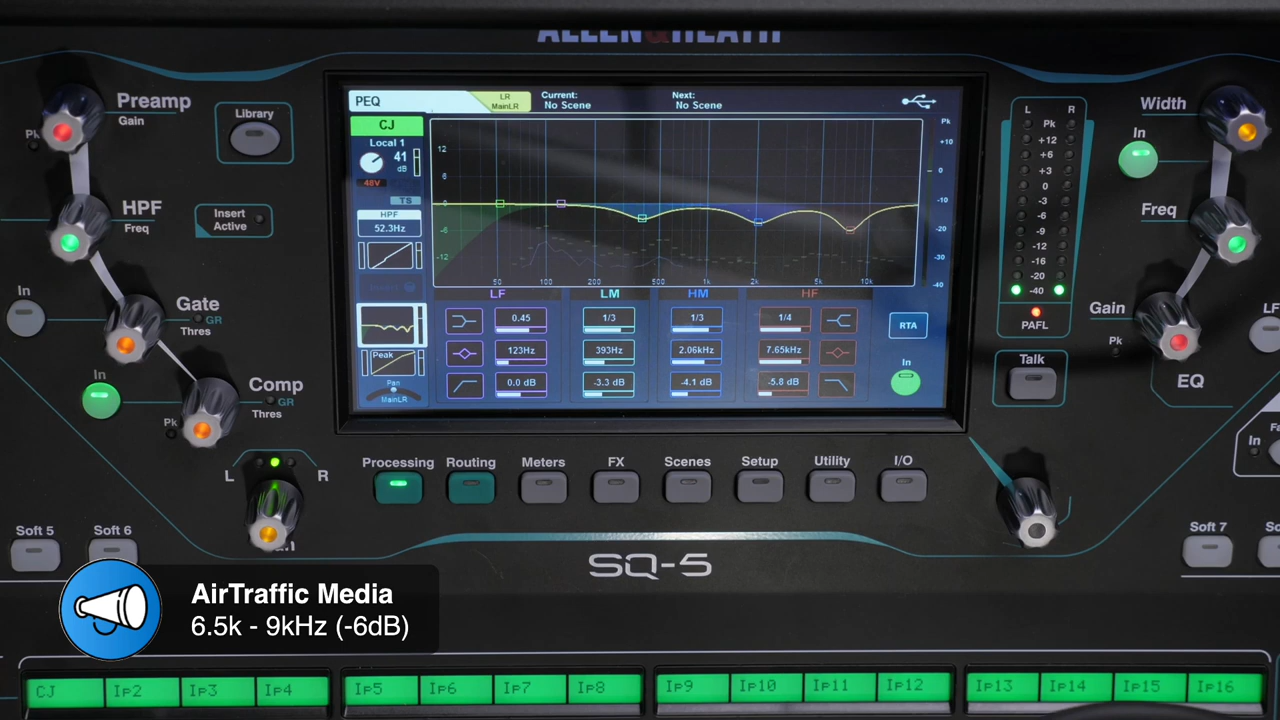 ALLEN&HEATH
Preamp
Gain
Pk
Library
HPF
Freq
Insert
Active
In
Gate
GR
Thres
In
Comp
GR
Thres
Pk
L
R
Soft 5
Soft 6
PEQ
LR
MainLR
Current:
No Scene
Next:
No Scene
CJ
Local 1
41
dB
48V
TS
HPF
52.3Hz
Peak
Pan
MainLR
12
6
0
-6
-12
50
100
200
500
1k
2k
5k
10k
Pk
+10
0
-10
-20
-30
-40
LF
LM
HM
HF
0.45
1/3
1/3
1/4
123Hz
393Hz
2.06kHz
7.65kHz
0.0 dB
-3.3 dB
-4.1 dB
-5.8 dB
RTA
In
L
R
Pk
+12
+6
+3
0
-3
-6
-9
-12
-16
-20
-40
PAFL
Talk
Width
In
Freq
Gain
Pk
LF
EQ
In
Processing
Routing
Meters
FX
Scenes
Setup
Utility
I/O
SQ-5
Soft 7
AirTraffic Media
6.5k - 9kHz (-6dB)
CJ
Ip2
Ip3
Ip4
Ip5
Ip6
Ip7
Ip8
Ip9
Ip10
Ip11
Ip12
Ip13
Ip14
Ip15
Ip16